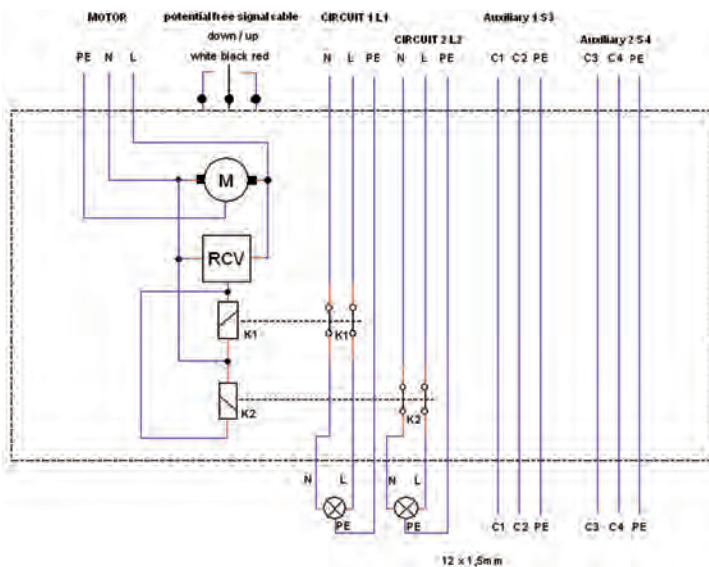 MOTOR potential free signal cable CIRCUIT 1 L1 Auxiliary 1 S3
down / up CIRCUIT 2 L2 Auxiliary 2 S4
PE N L white black red N L PE N L PE C1 C2 PE C3 C4 PE
M
RCV
K1 K1
K2 K2
N L N L
PE PE C1 C2 PE C3 C4 PE
12 x 1,5mm